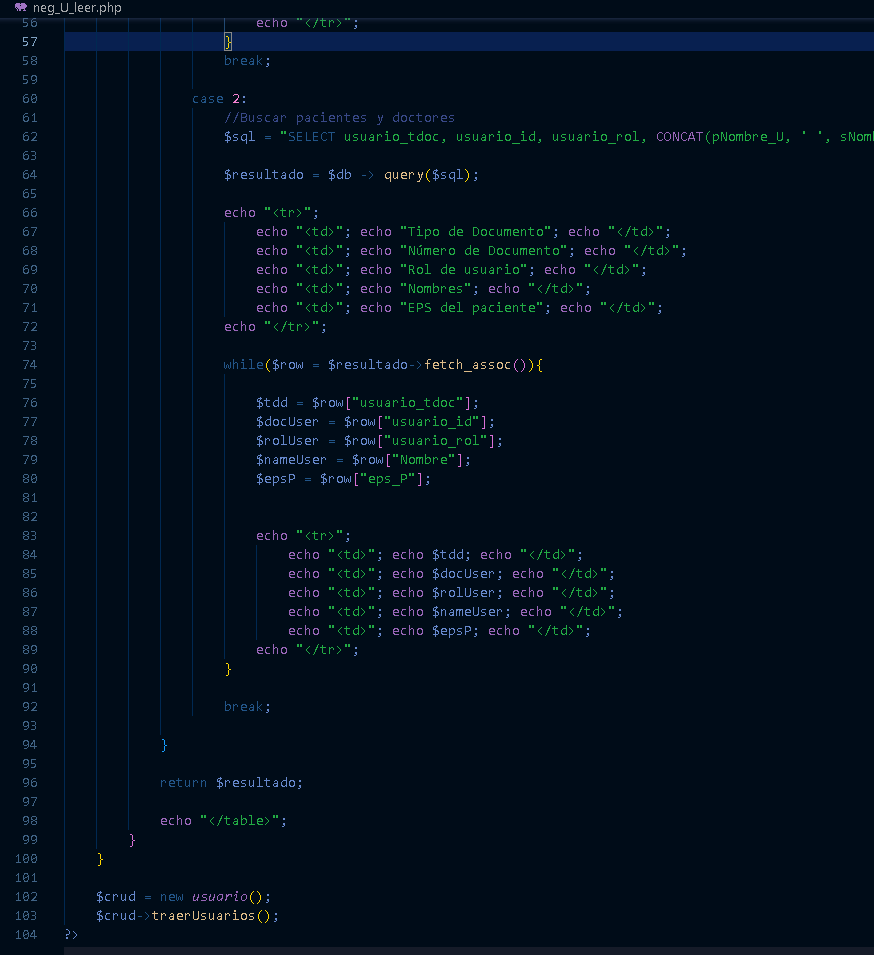 neg_U_leer.php
56 echo "</tr>";
57 }
58 break;
59
60 case 2:
61 //Buscar pacientes y doctores
62 $sql = "SELECT usuario_tdoc, usuario_id, usuario_rol, CONCAT(pNombre_U, ' ', sNom
63
64 $resultado = $db -> query($sql);
65
66 echo "<tr>";
67 echo "<td>"; echo "Tipo de Documento"; echo "</td>";
68 echo "<td>"; echo "Número de Documento"; echo "</td>";
69 echo "<td>"; echo "Rol de usuario"; echo "</td>";
70 echo "<td>"; echo "Nombres"; echo "</td>";
71 echo "<td>"; echo "EPS del paciente"; echo "</td>";
72 echo "</tr>";
73
74 while($row = $resultado->fetch_assoc()){
75
76 $tdd = $row["usuario_tdoc"];
77 $docUser = $row["usuario_id"];
78 $rolUser = $row["usuario_rol"];
79 $nameUser = $row["Nombre"];
80 $epsP = $row["eps_P"];
81
82
83 echo "<tr>";
84 echo "<td>"; echo $tdd; echo "</td>";
85 echo "<td>"; echo $docUser; echo "</td>";
86 echo "<td>"; echo $rolUser; echo "</td>";
87 echo "<td>"; echo $nameUser; echo "</td>";
88 echo "<td>"; echo $epsP; echo "</td>";
89 echo "</tr>";
90 }
91
92 break;
93
94 }
95
96 return $resultado;
97
98 echo "</table>";
99 }
100 }
101
102 $crud = new usuario();
103 $crud->traerUsuarios();
104 ?>